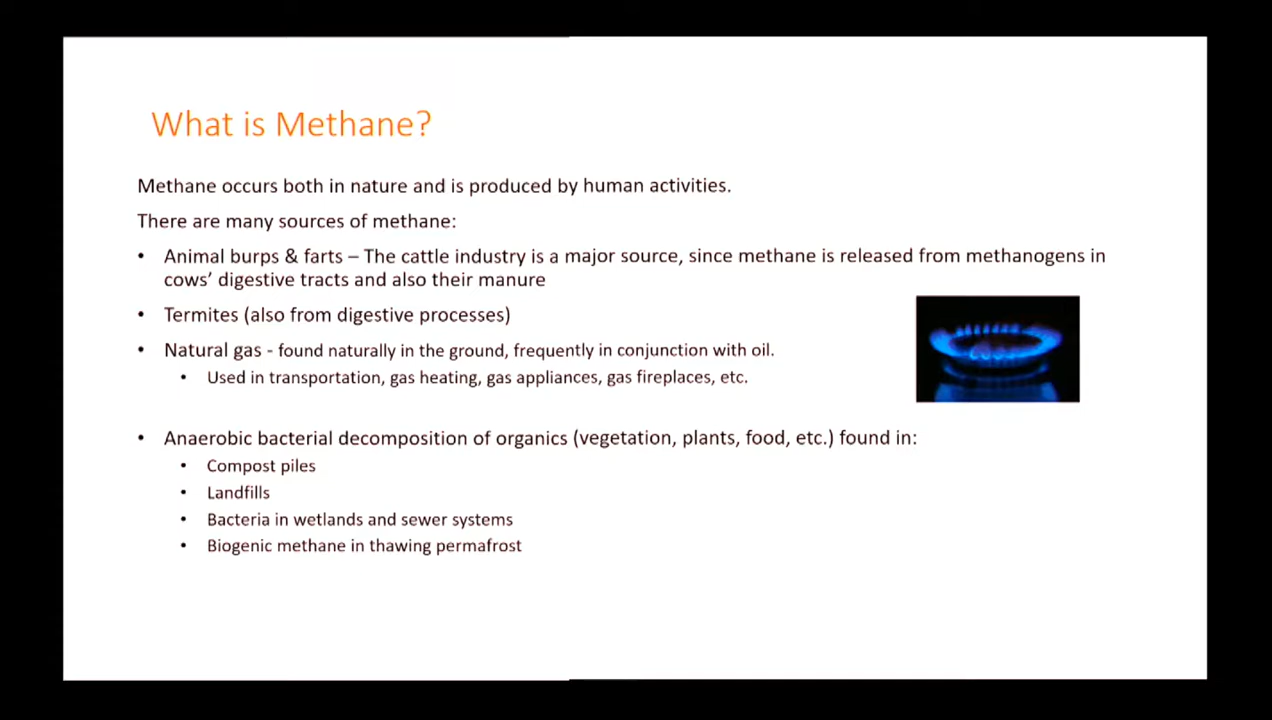 What is Methane?
Methane occurs both in nature and is produced by human activities.
There are many sources of methane:
• Animal burps & farts – The cattle industry is a major source, since methane is released from methanogens in
cows’ digestive tracts and also their manure
• Termites (also from digestive processes)
• Natural gas - found naturally in the ground, frequently in conjunction with oil.
• Used in transportation, gas heating, gas appliances, gas fireplaces, etc.
• Anaerobic bacterial decomposition of organics (vegetation, plants, food, etc.) found in:
• Compost piles
• Landfills
• Bacteria in wetlands and sewer systems
• Biogenic methane in thawing permafrost